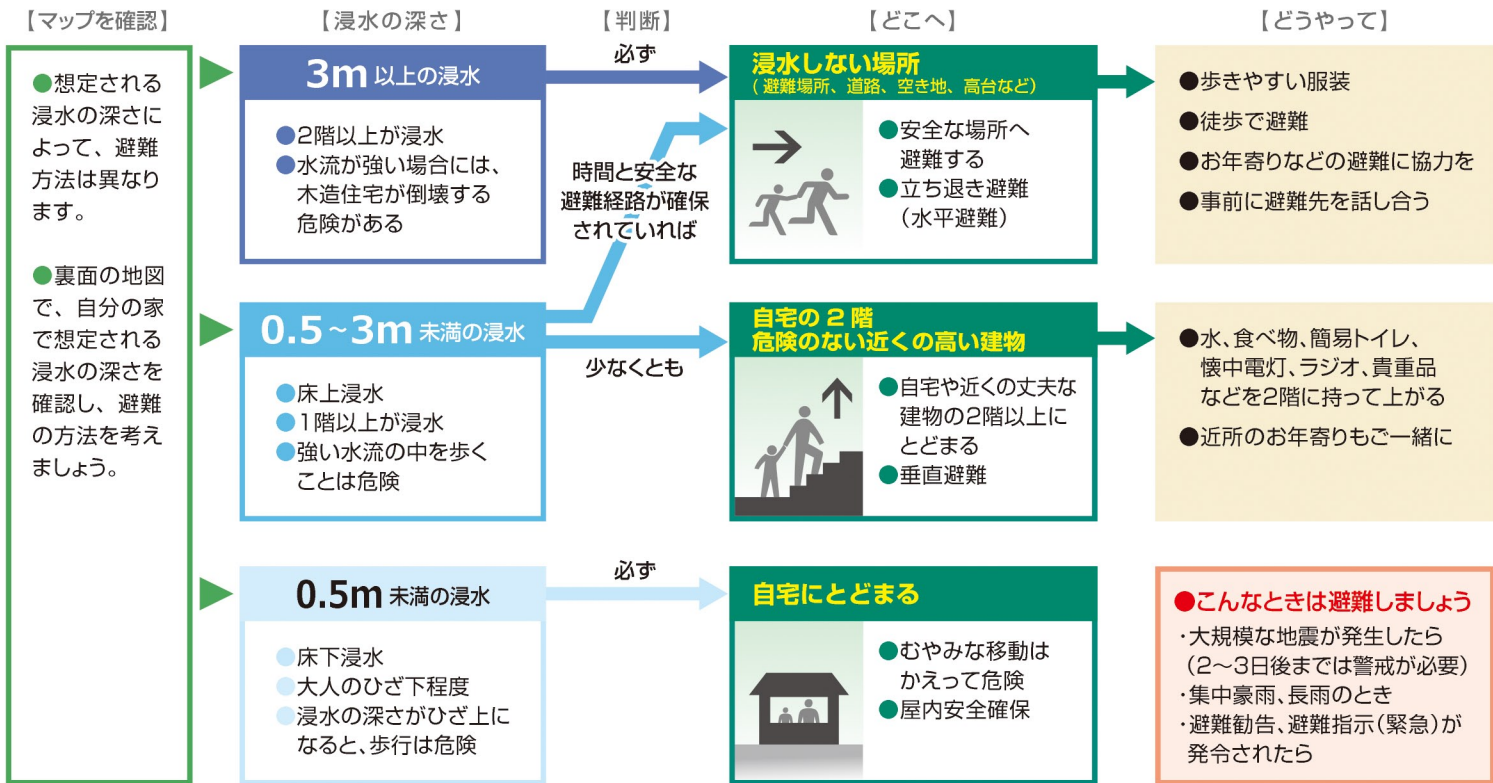 【マップを確認】
【浸水の深さ】
【判断】
【どこへ】
【どうやって】
●想定される
浸水の深さに
よって、避難
方法は異なり
ます。
●裏面の地図
で、自分の家
で想定される
浸水の深さを
確認し、避難
の方法を考え
ましょう。
3m 以上の浸水
●2階以上が浸水
●水流が強い場合には、
木造住宅が倒壊する
危険がある
必ず
浸水しない場所
(避難場所、道路、空き地、高台など)
●安全な場所へ
避難する
●立ち退き避難
(水平避難)
●歩きやすい服装
●徒歩で避難
●お年寄りなどの避難に協力を
●事前に避難先を話し合う
時間と安全な
避難経路が確保
されていれば
0.5~3m 未満の浸水
●床上浸水
●1階以上が浸水
●強い水流の中を歩く
ことは危険
少なくとも
自宅の2階
危険のない近くの高い建物
●自宅や近くの丈夫な
建物の2階以上に
とどまる
●垂直避難
●水、食べ物、簡易トイレ、
懐中電灯、ラジオ、貴重品
などを2階に持って上がる
●近所のお年寄りもご一緒に
0.5m 未満の浸水
●床下浸水
●大人のひざ下程度
●浸水の深さがひざ上に
なると、歩行は危険
必ず
自宅にとどまる
●むやみな移動は
かえって危険
●屋内安全確保
●こんなときは避難しましょう
・大規模な地震が発生したら
(2~3日後までは警戒が必要)
・集中豪雨、長雨のとき
・避難勧告、避難指示(緊急)が
発令されたら